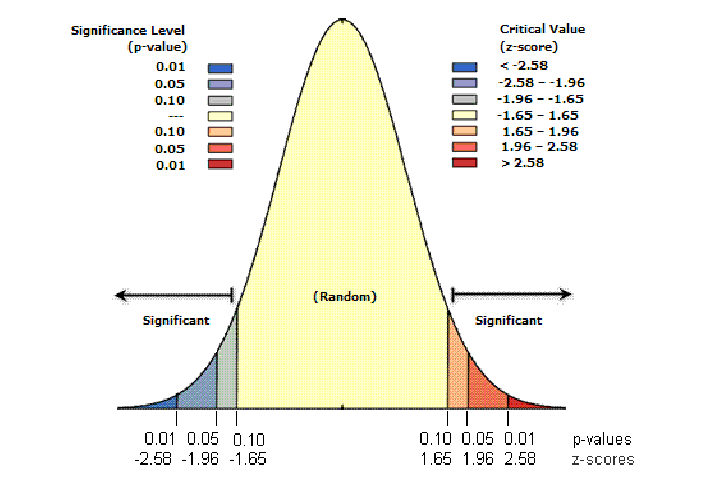 Significance Level
(p-value)
0.01
0.05
0.10
---
0.10
0.05
0.01
Critical Value
(z-score)
< -2.58
-2.58 – -1.96
-1.96 – -1.65
-1.65 – 1.65
1.65 – 1.96
1.96 – 2.58
> 2.58
(Random)
Significant
Significant
0.01 0.05 0.10 0.10 0.05 0.01 p-values
-2.58 -1.96 -1.65 1.65 1.96 2.58 z-scores